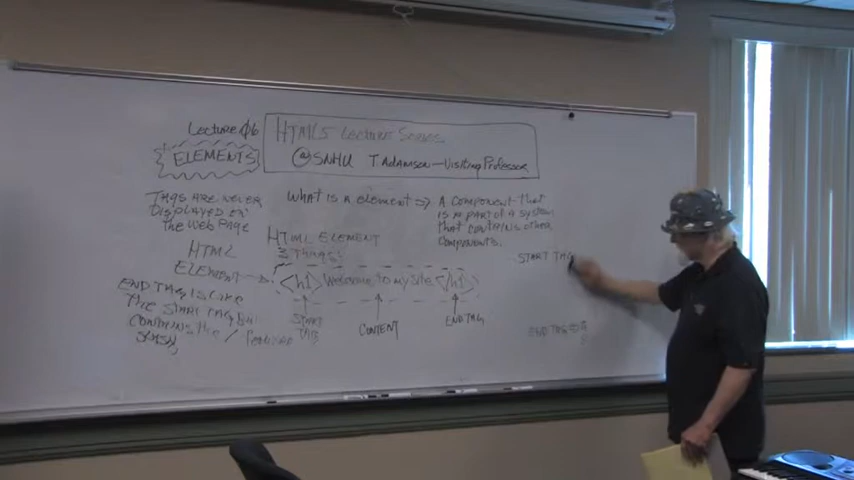 Lecture 06
ELEMENTS
HTML5 Lecture Series
@SNHU T.Adamsen—Visiting Professor
TAGS ARE NEVER
DISPLAYED ON
THE WEB PAGE
HTML
ELEMENT
END TAG IS LIKE
THE START TAG BUT
CONTAINS the /
SLASH
WHAT IS A element ⇒ A COMPONENT THAT
IS A PART OF A SYSTEM
THAT CONTAINS OTHER
COMPONENTS.
HTML ELEMENT
3 THINGS:
<h1> Welcome to my site </h1>
START
TAG
CONTENT
END TAG
START TAG
END TAG